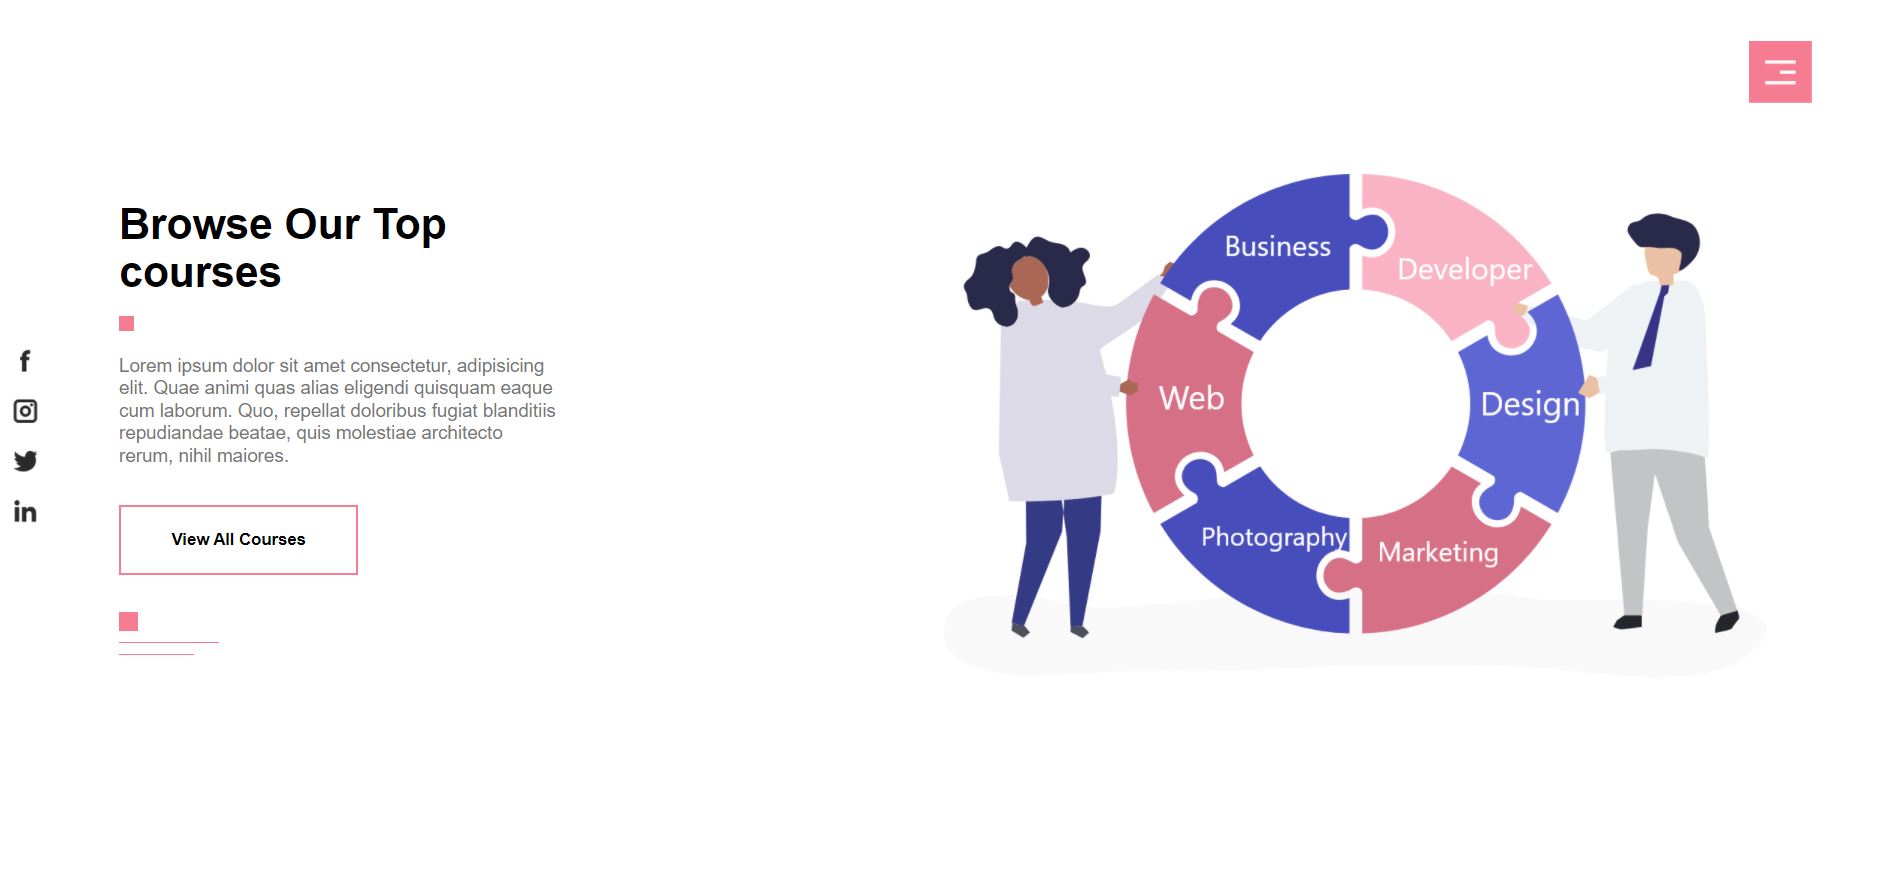 Browse Our Top
courses
Lorem ipsum dolor sit amet consectetur, adipisicing
elit. Quae animi quas alias eligendi quisquam eaque
cum laborum. Quo, repellat doloribus fugiat blanditiis
repudiandae beatae, quis molestiae architecto
rerum, nihil maiores.
View All Courses
Business
Developer
Web
Design
Photography
Marketing